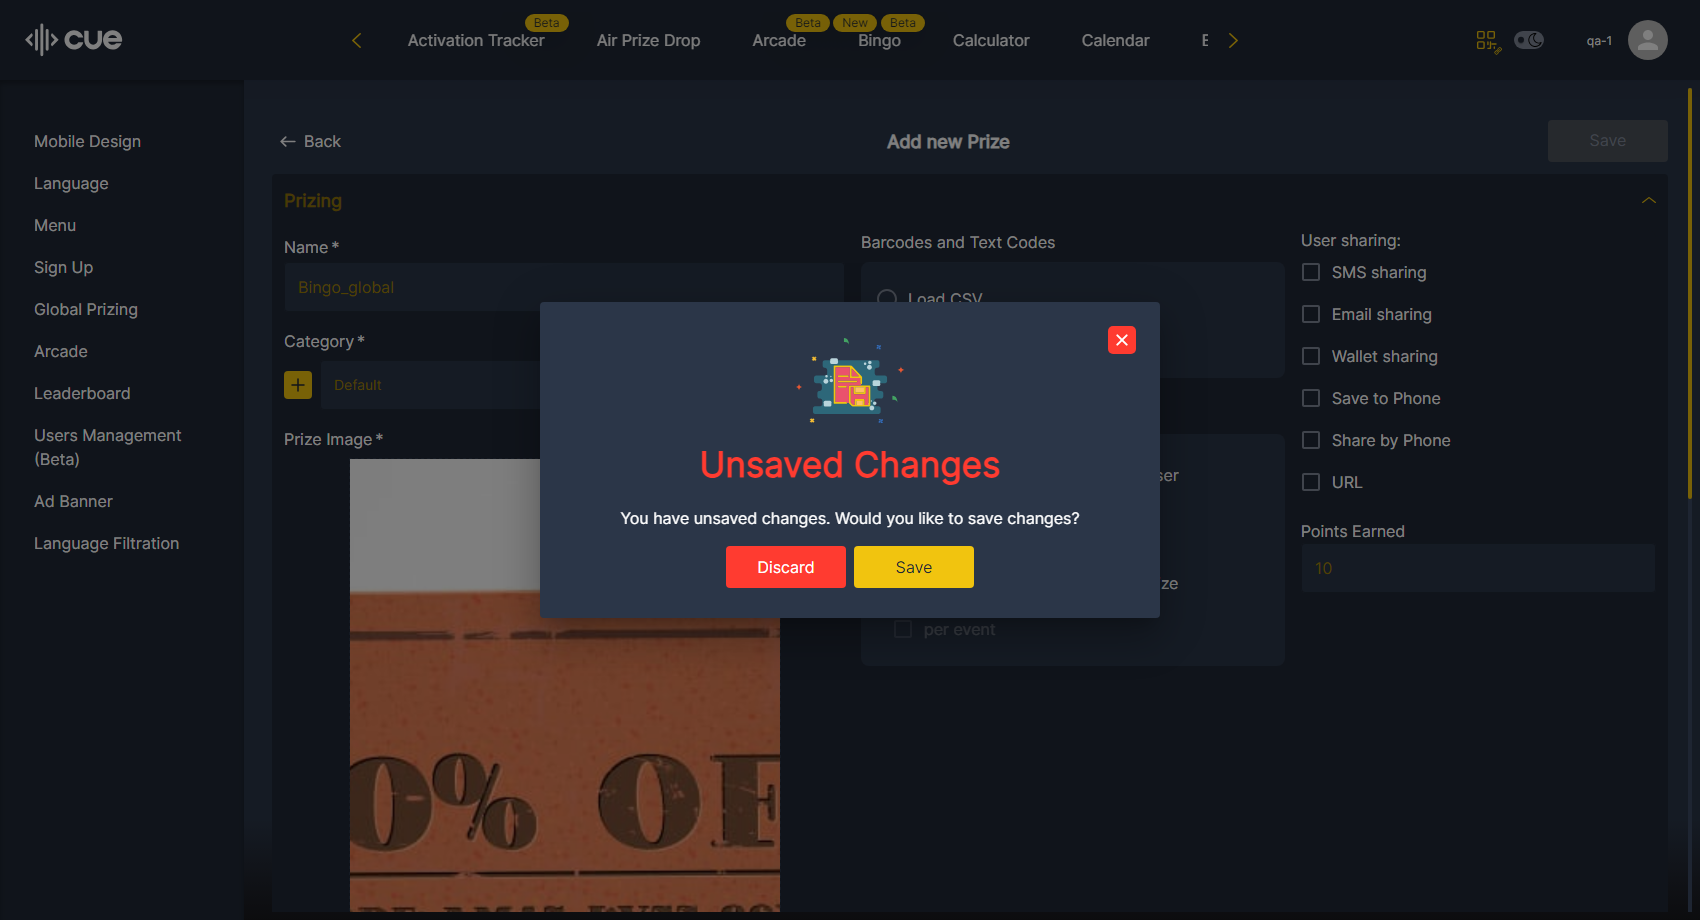 cue
Activation Tracker
Beta
Air Prize Drop
Arcade
Beta
New
Bingo
Beta
Calculator
Calendar
qa-1
Mobile Design
Language
Menu
Sign Up
Global Prizing
Arcade
Leaderboard
Users Management
(Beta)
Ad Banner
Language Filtration
Back
Add new Prize
Save
Prizing
Name*
Bingo_global
Category*
Default
Prize Image*
0% OF
Barcodes and Text Codes
Load CSV
ser
ze
per event
User sharing:
SMS sharing
Email sharing
Wallet sharing
Save to Phone
Share by Phone
URL
Points Earned
10
Unsaved Changes
You have unsaved changes. Would you like to save changes?
Discard
Save